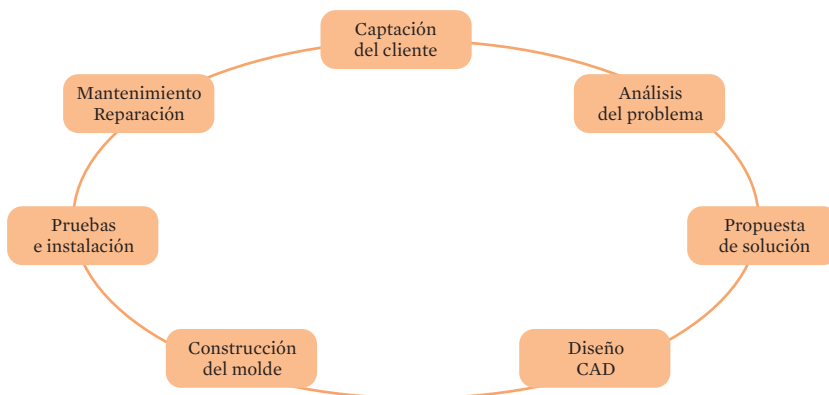 Captación
del cliente
Análisis
del problema
Propuesta
de solución
Diseño
CAD
Construcción
del molde
Pruebas
e instalación
Mantenimiento
Reparación